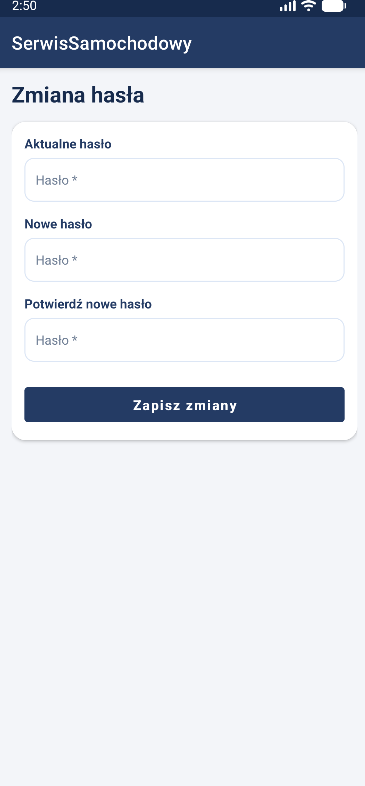 2:50
SerwisSamochodowy
Zmiana hasła
Aktualne hasło
Hasło *
Nowe hasło
Hasło *
Potwierdź nowe hasło
Hasło *
Zapisz zmiany